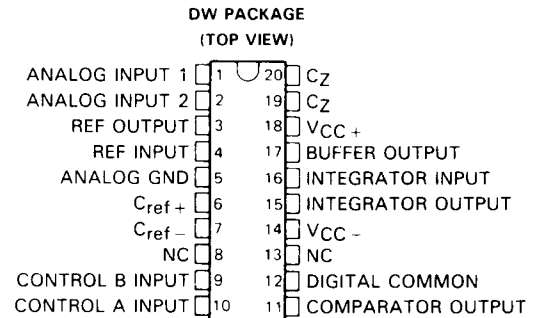 DW PACKAGE
(TOP VIEW)
ANALOG INPUT 1 1 20 CZ
ANALOG INPUT 2 2 19 CZ
REF OUTPUT 3 18 VCC+
REF INPUT 4 17 BUFFER OUTPUT
ANALOG GND 5 16 INTEGRATOR INPUT
Cref+ 6 15 INTEGRATOR OUTPUT
Cref− 7 14 VCC−
NC 8 13 NC
CONTROL B INPUT 9 12 DIGITAL COMMON
CONTROL A INPUT 10 11 COMPARATOR OUTPUT